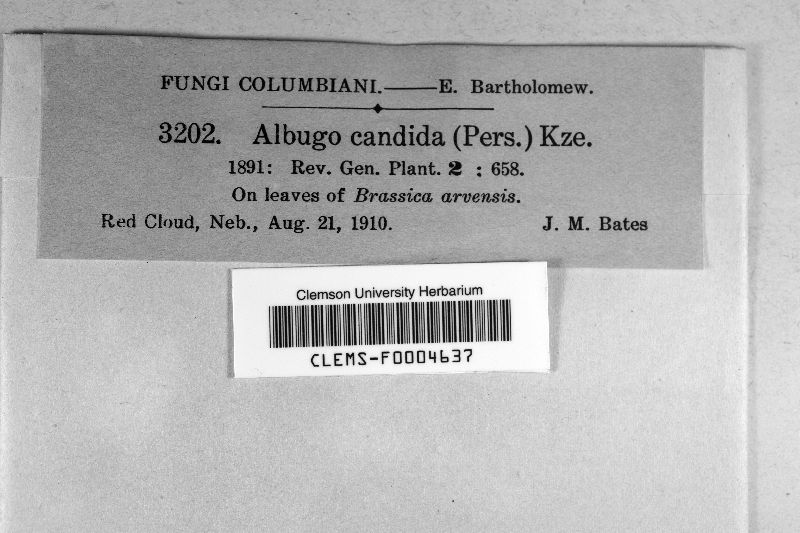 FUNGI COLUMBIANI.——E. Bartholomew.
3202. Albugo candida (Pers.) Kze.
1891: Rev. Gen. Plant. 2 : 658.
On leaves of Brassica arvensis.
Red Cloud, Neb., Aug. 21, 1910. J. M. Bates
Clemson University Herbarium
CLEMS-F0004637